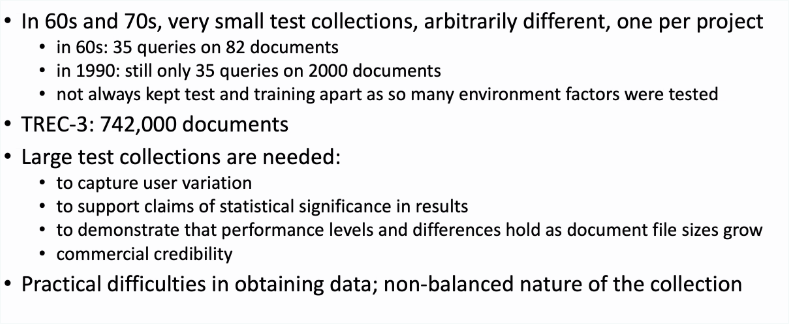 • In 60s and 70s, very small test collections, arbitrarily different, one per project
• in 60s: 35 queries on 82 documents
• in 1990: still only 35 queries on 2000 documents
• not always kept test and training apart as so many environment factors were tested
• TREC-3: 742,000 documents
• Large test collections are needed:
• to capture user variation
• to support claims of statistical significance in results
• to demonstrate that performance levels and differences hold as document file sizes grow
• commercial credibility
• Practical difficulties in obtaining data; non-balanced nature of the collection